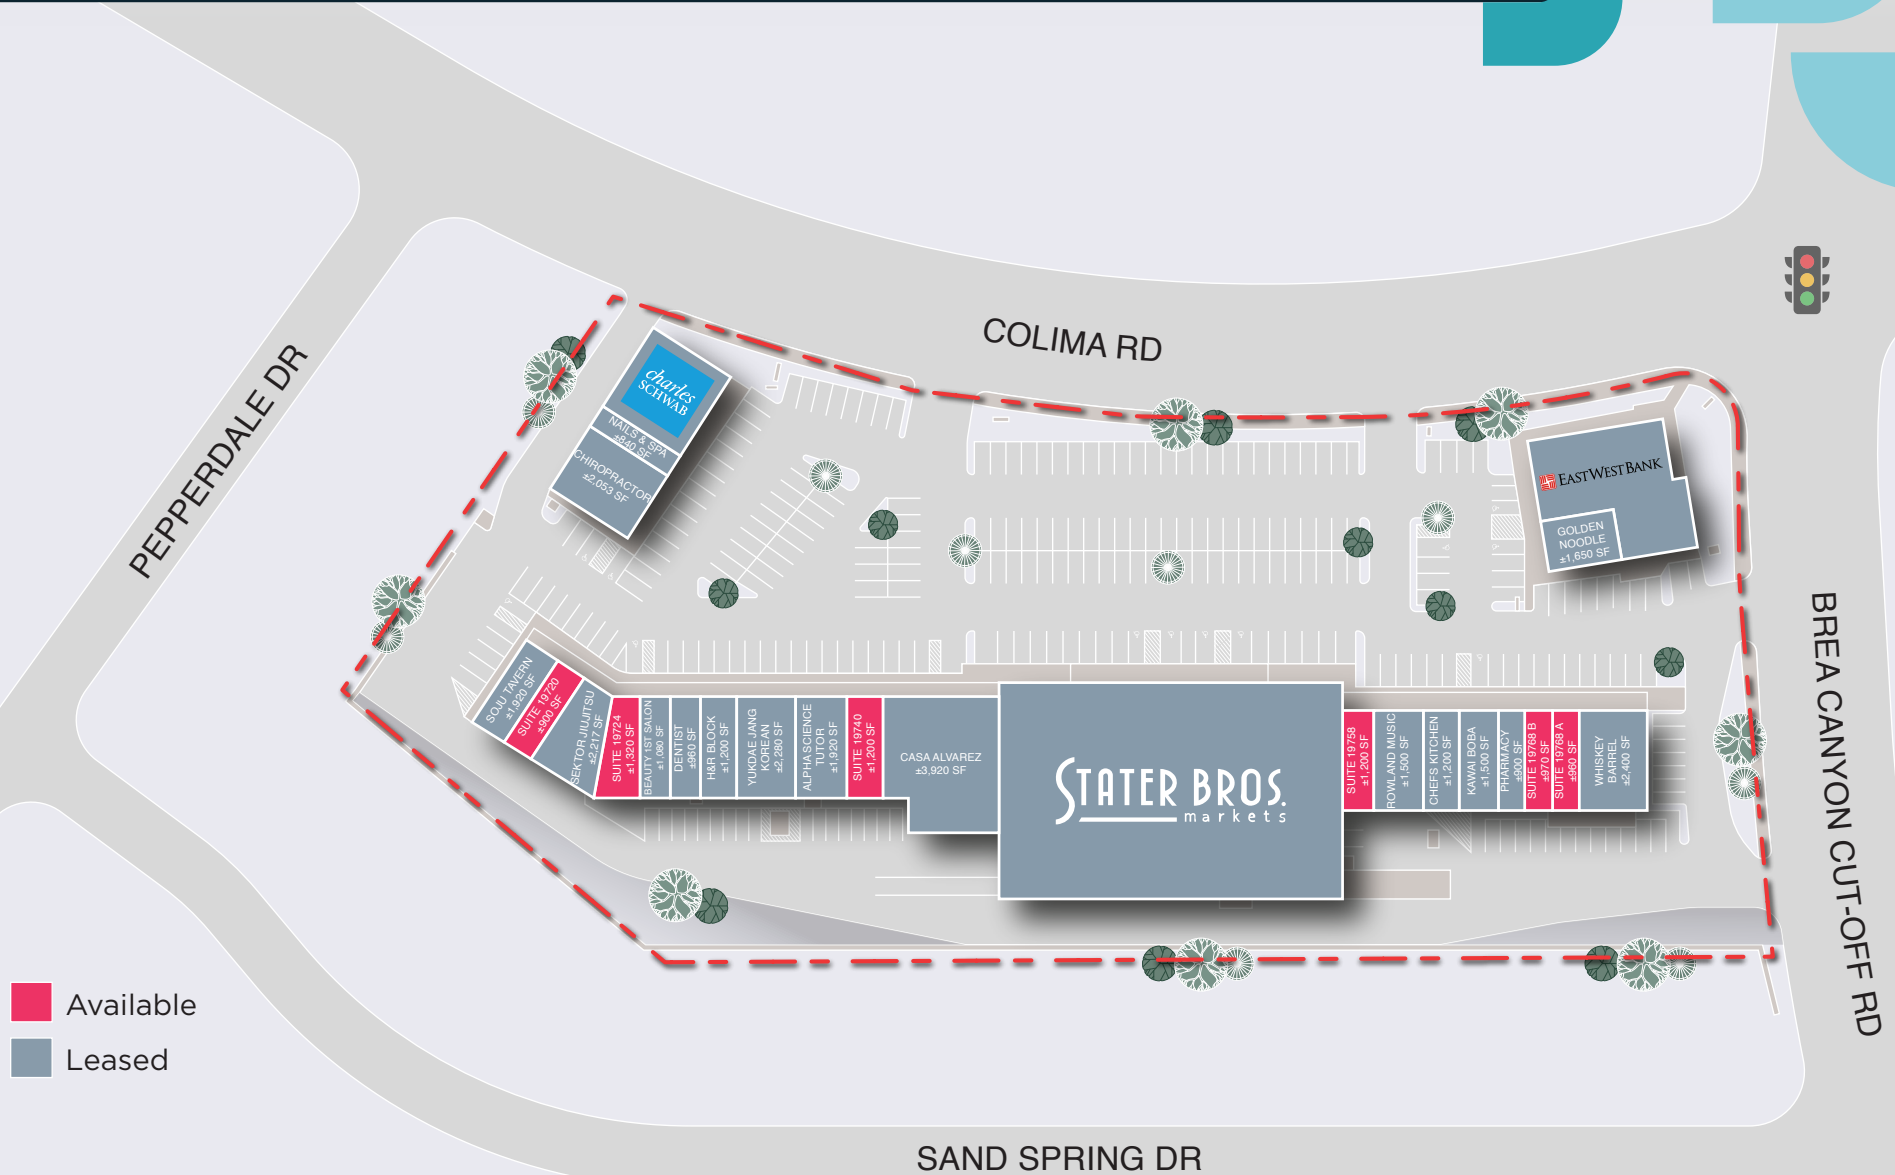 COLIMA RD
PEPPERDALE DR
BREA CANYON CUT-OFF RD
SAND SPRING DR
charles
SCHWAB
NAILS & SPA
±840 SF
CHIROPRACTOR
±2,053 SF
EASTWESTBANK
GOLDEN
NOODLE
±1,650 SF
SOJU TAVERN
±1,920 SF
SUITE 19720
±900 SF
SEKTOR JIUJITSU
±2,217 SF
SUITE 19724
±1,320 SF
BEAUTY 1ST SALON
±1,080 SF
DENTIST
±960 SF
H&R BLOCK
±1,200 SF
YUKDAE JANG
KOREAN
±2,280 SF
ALPHA SCIENCE
TUTOR
±1,920 SF
SUITE 19740
±1,200 SF
CASA ALVAREZ
±3,920 SF
STATER BROS.
markets
SUITE 19758
±1,200 SF
ROWLAND MUSIC
±1,500 SF
CHEFS KITCHEN
±1,200 SF
KAWAI BOBA
±1,500 SF
PHARMACY
±900 SF
SUITE 19768 B
±970 SF
SUITE 19768 A
±960 SF
WHISKEY
BARREL
±2,400 SF
Available
Leased